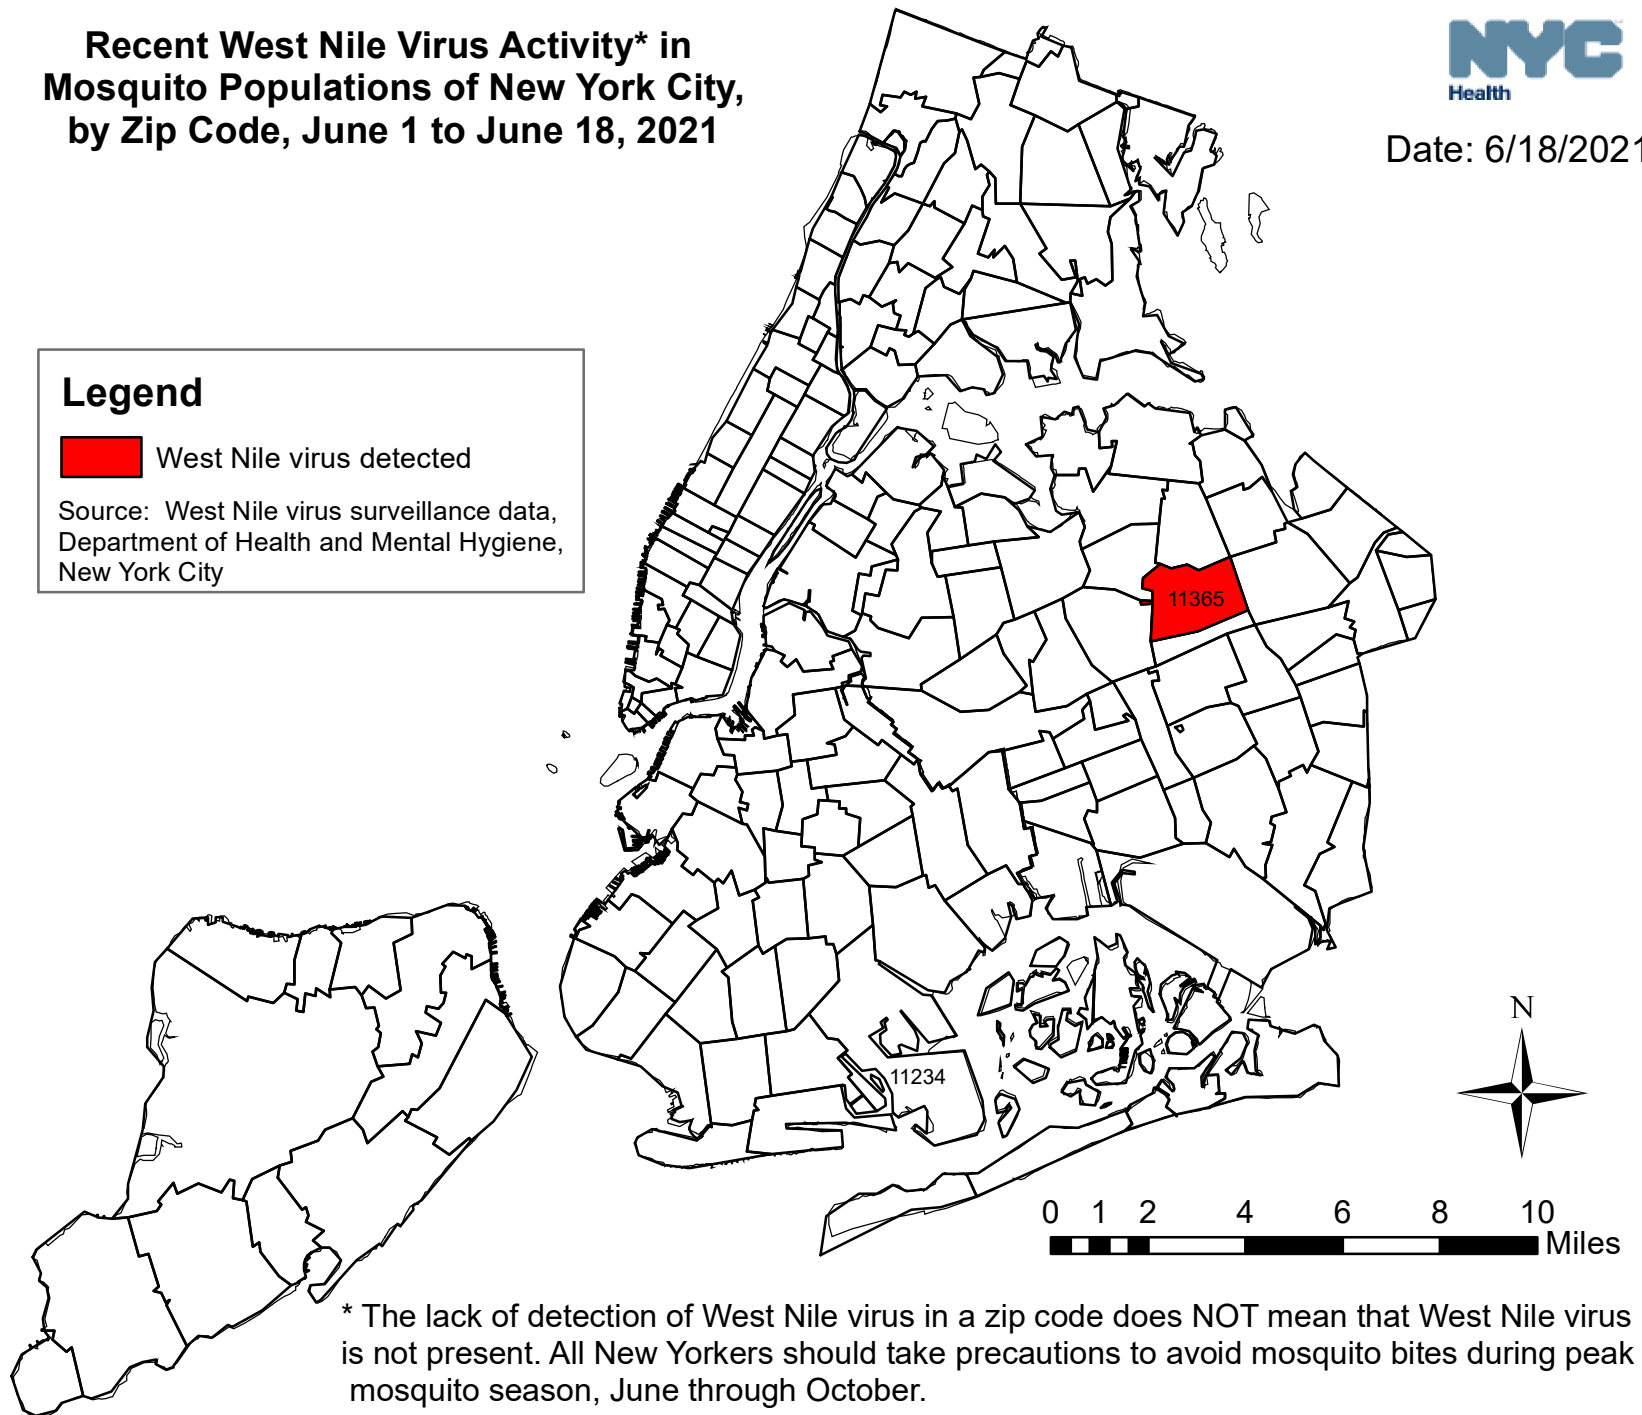 Recent West Nile Virus Activity* in
Mosquito Populations of New York City,
by Zip Code, June 1 to June 18, 2021
NYC
Health
Date: 6/18/2021
Legend
West Nile virus detected
Source: West Nile virus surveillance data,
Department of Health and Mental Hygiene,
New York City
11365
11234
N
0 1 2 4 6 8 10
Miles
* The lack of detection of West Nile virus in a zip code does NOT mean that West Nile virus
is not present. All New Yorkers should take precautions to avoid mosquito bites during peak
mosquito season, June through October.